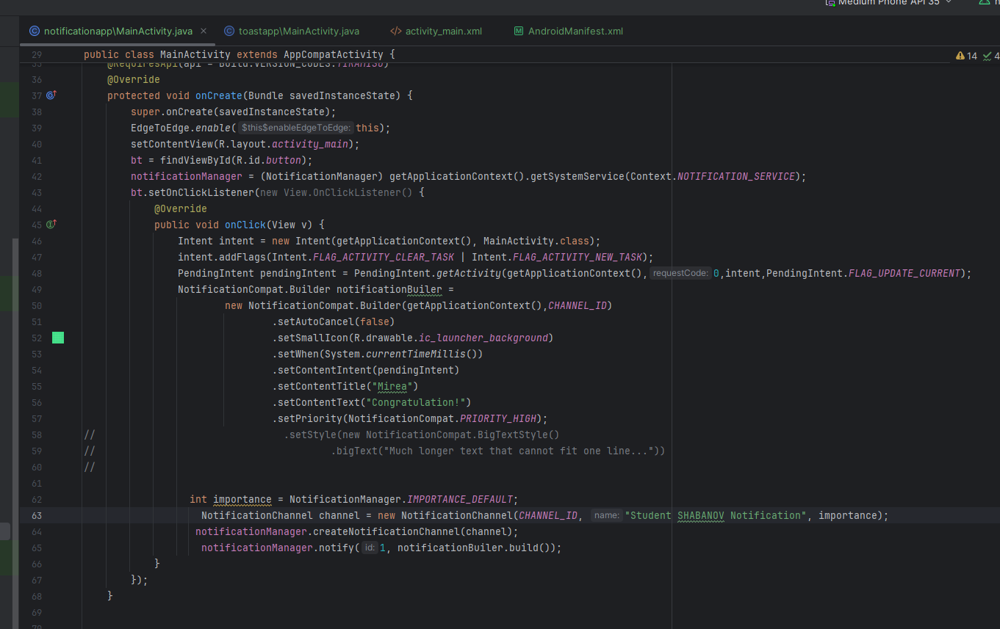 Medium Phone API 35
notificationapp\MainActivity.java × toastapp\MainActivity.java </> activity_main.xml AndroidManifest.xml
29 public class MainActivity extends AppCompatActivity { 14 4
35 @RequiresApi(api = Build.VERSION_CODES.TIRAMISU)
36 @Override
37 protected void onCreate(Bundle savedInstanceState) {
38 super.onCreate(savedInstanceState);
39 EdgeToEdge.enable( $this$enableEdgeToEdge: this);
40 setContentView(R.layout.activity_main);
41 bt = findViewById(R.id.button);
42 notificationManager = (NotificationManager) getApplicationContext().getSystemService(Context.NOTIFICATION_SERVICE);
43 bt.setOnClickListener(new View.OnClickListener() {
44 @Override
45 public void onClick(View v) {
46 Intent intent = new Intent(getApplicationContext(), MainActivity.class);
47 intent.addFlags(Intent.FLAG_ACTIVITY_CLEAR_TASK | Intent.FLAG_ACTIVITY_NEW_TASK);
48 PendingIntent pendingIntent = PendingIntent.getActivity(getApplicationContext(), requestCode: 0,intent,PendingIntent.FLAG_UPDATE_CURRENT);
49 NotificationCompat.Builder notificationBuiler =
50 new NotificationCompat.Builder(getApplicationContext(),CHANNEL_ID)
51 .setAutoCancel(false)
52 .setSmallIcon(R.drawable.ic_launcher_background)
53 .setWhen(System.currentTimeMillis())
54 .setContentIntent(pendingIntent)
55 .setContentTitle("Mirea")
56 .setContentText("Congratulation!")
57 .setPriority(NotificationCompat.PRIORITY_HIGH);
58 // .setStyle(new NotificationCompat.BigTextStyle()
59 // .bigText("Much longer text that cannot fit one line..."))
60 //
61
62 int importance = NotificationManager.IMPORTANCE_DEFAULT;
63 NotificationChannel channel = new NotificationChannel(CHANNEL_ID, name: "Student SHABANOV Notification", importance);
64 notificationManager.createNotificationChannel(channel);
65 notificationManager.notify( id: 1, notificationBuiler.build());
66 }
67 });
68 }
69